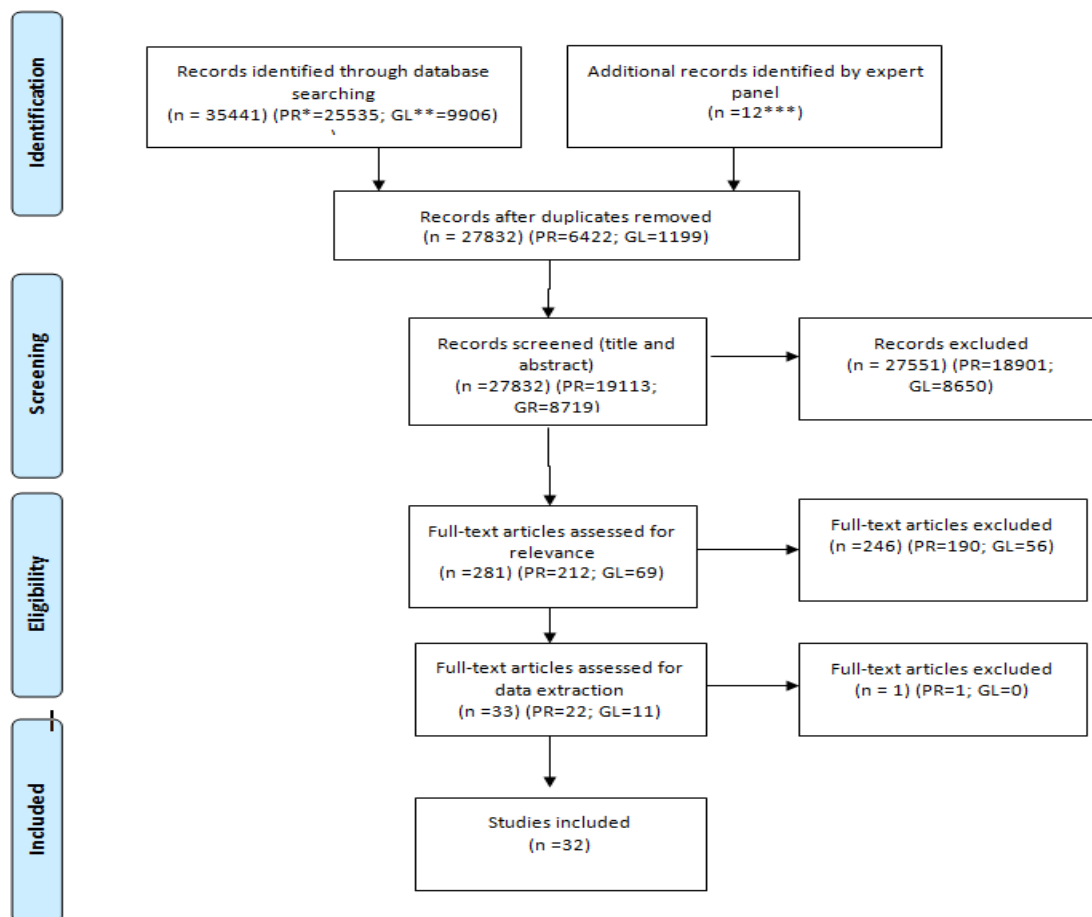 Identification
Records identified through database
searching
(n = 35441) (PR*=25535; GL**=9906)
Additional records identified by expert
panel
(n =12***)
Records after duplicates removed
(n = 27832) (PR=6422; GL=1199)
Screening
Records screened (title and
abstract)
(n =27832) (PR=19113;
GR=8719)
Records excluded
(n = 27551) (PR=18901;
GL=8650)
Eligibility
Full-text articles assessed for
relevance
(n =281) (PR=212; GL=69)
Full-text articles excluded
(n =246) (PR=190; GL=56)
Full-text articles assessed for
data extraction
(n =33) (PR=22; GL=11)
Full-text articles excluded
(n = 1) (PR=1; GL=0)
Included
Studies included
(n =32)